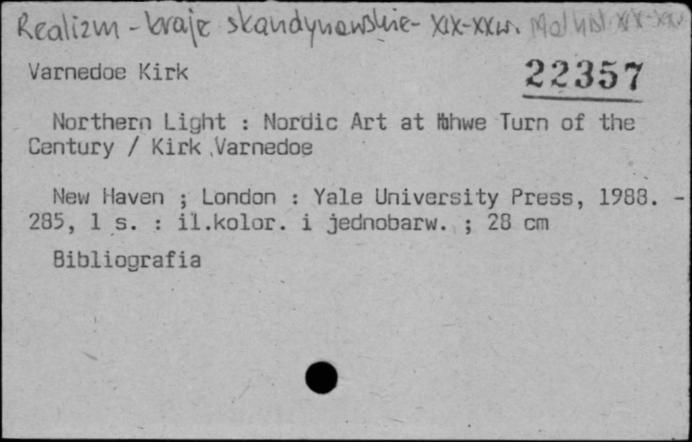 Realizm - kraje skandynawskie - XIX-XXw.
Varnedoe Kirk 22357
Northern Light : Nordic Art at the Turn of the
Century / Kirk Varnedoe
New Haven ; London : Yale University Press, 1988. -
285, 1 s. : il.kolor. i jednobarw. ; 28 cm
Bibliografia